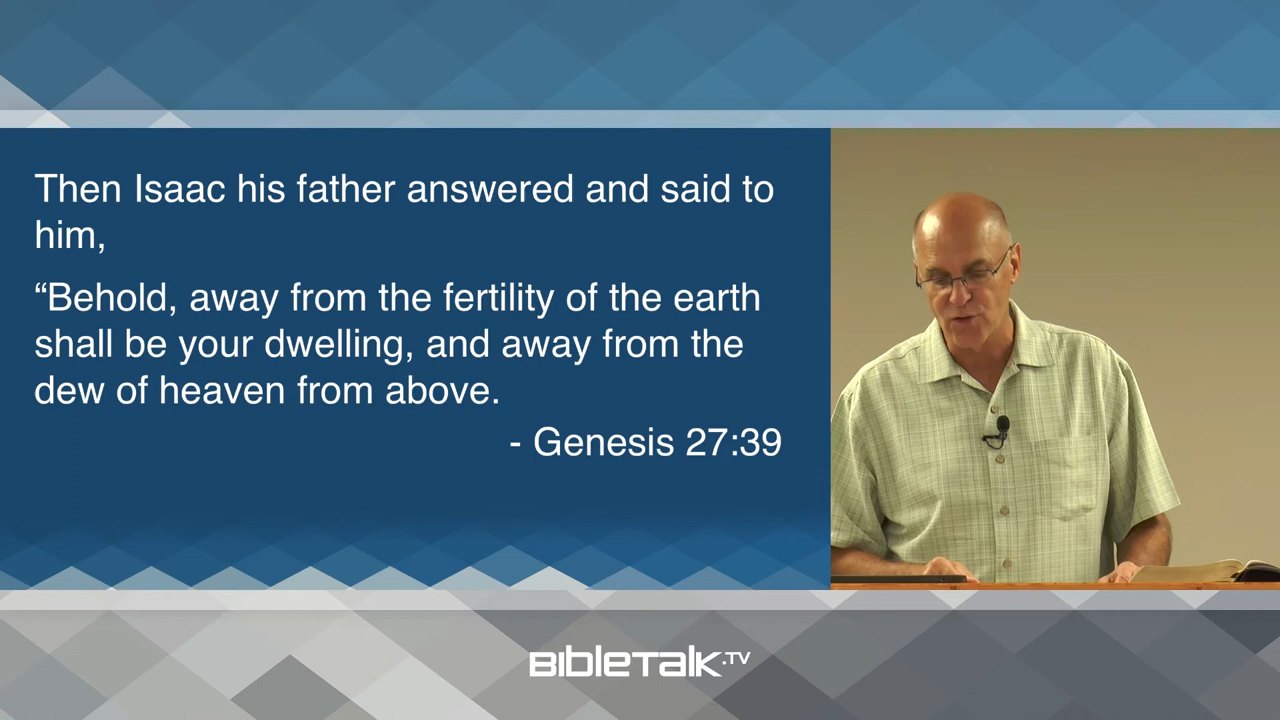 Then Isaac his father answered and said to
him,
“Behold, away from the fertility of the earth
shall be your dwelling, and away from the
dew of heaven from above.
- Genesis 27:39
BIBLETALK.TV